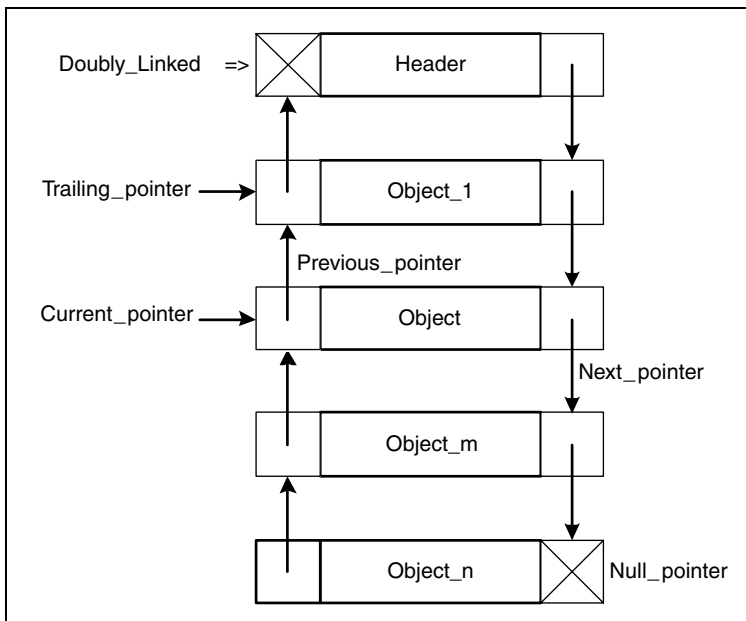 Doubly_Linked => Header
Trailing_pointer Object_1
Previous_pointer
Current_pointer Object
Next_pointer
Object_m
Object_n Null_pointer